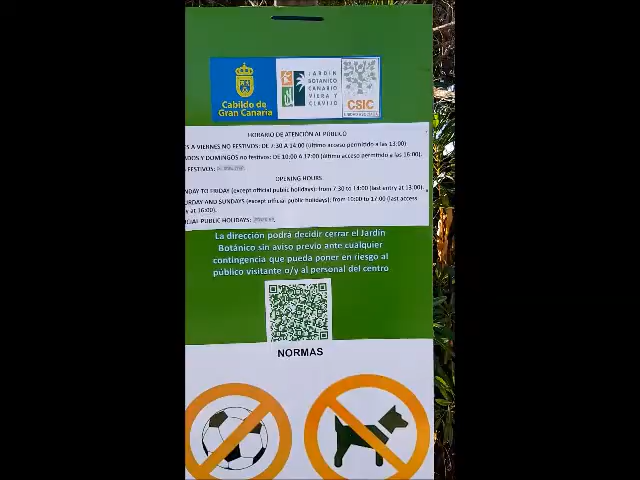 Cabildo de
Gran Canaria
JARDÍN
BOTÁNICO
CANARIO
VIERA Y
CLAVIJO
CSIC
HORARIO DE ATENCIÓN AL PÚBLICO
S A VIERNES NO FESTIVOS: DE 7:30 A 14:00 (último acceso permitido a las 13:00)
DOS Y DOMINGOS no festivos: DE 10:00 A 17:00 (último acceso permitido a las 16:00).
FESTIVOS:
OPENING HOURS
NDAY TO FRIDAY (except official public holidays): from 7:30 to 14:00 (last entry at 13:00).
URDAY AND SUNDAYS (except official public holidays): from 10:00 to 17:00 (last access
y at 16:00).
CIAL PUBLIC HOLIDAYS:
La dirección podrá decidir cerrar el Jardín
Botánico sin aviso previo ante cualquier
contingencia que pueda poner en riesgo al
público visitante o/y al personal del centro
NORMAS